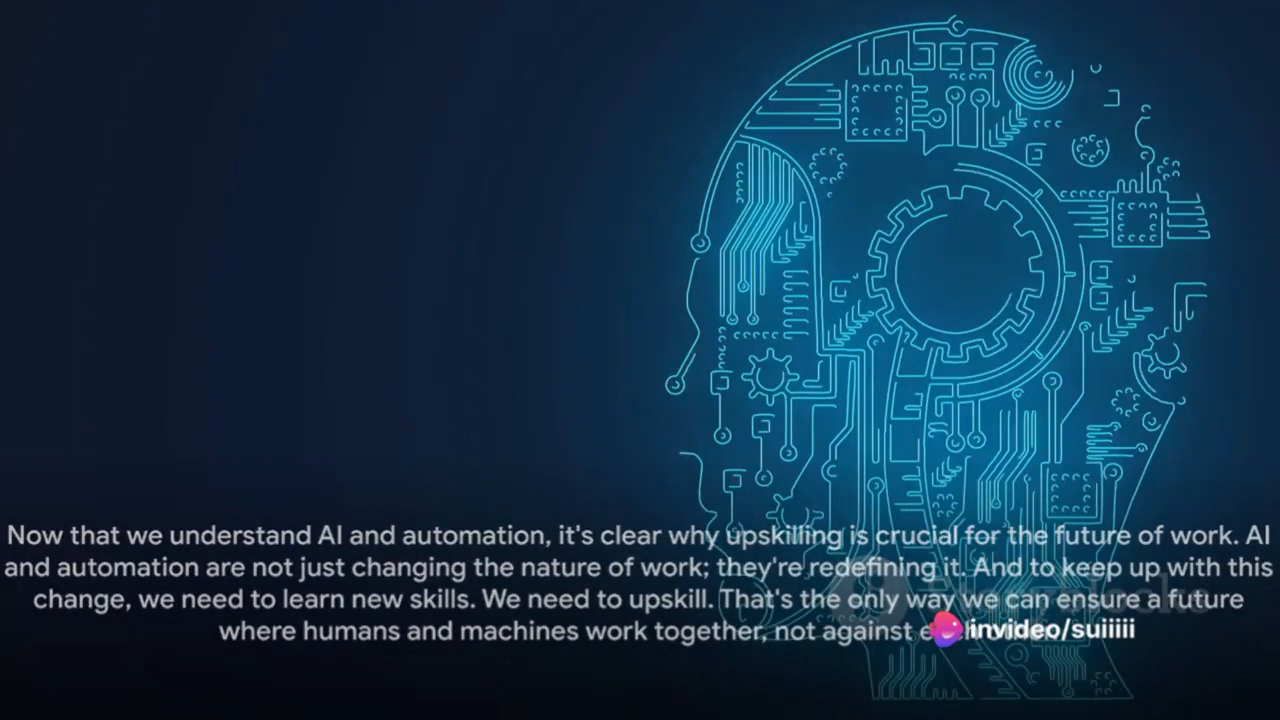 Now that we understand AI and automation, it's clear why upskilling is crucial for the future of work. AI
and automation are not just changing the nature of work; they're redefining it. And to keep up with this
change, we need to learn new skills. We need to upskill. That's the only way we can ensure a future
where humans and machines work together, not against
invideo/suiiiii